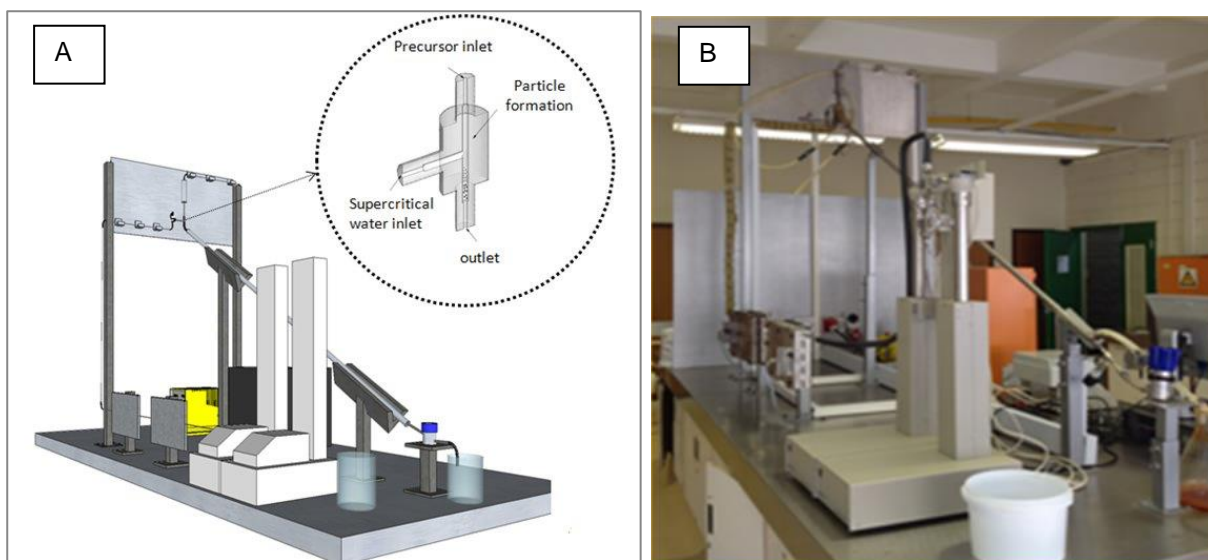 A
Precursor inlet
Particle
formation
Supercritical
water inlet
outlet
B